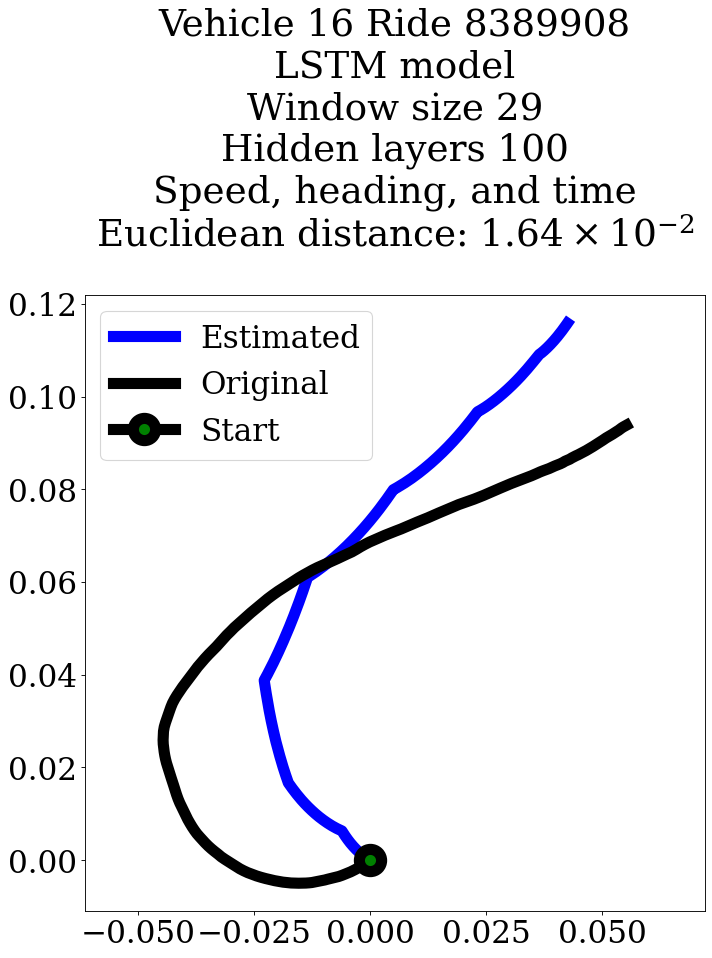 Vehicle 16 Ride 8389908
LSTM model
Window size 29
Hidden layers 100
Speed, heading, and time
Euclidean distance: 1.64 × 10⁻²
0.12
0.10
0.08
0.06
0.04
0.02
0.00
Estimated
Original
Start
−0.050 −0.025 0.000 0.025 0.050